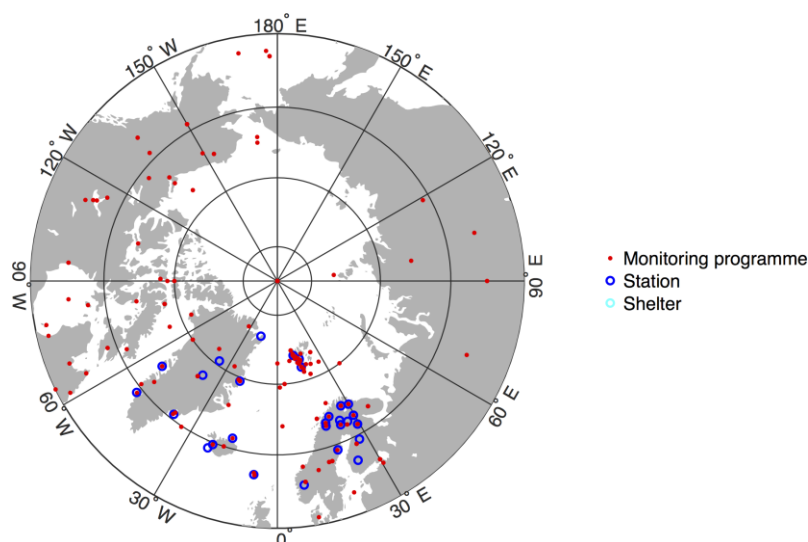 180° E
150° W
150° E
120° W
120° E
90° W
90° E
60° W
60° E
30° W
30° E
0°
Monitoring programme
Station
Shelter